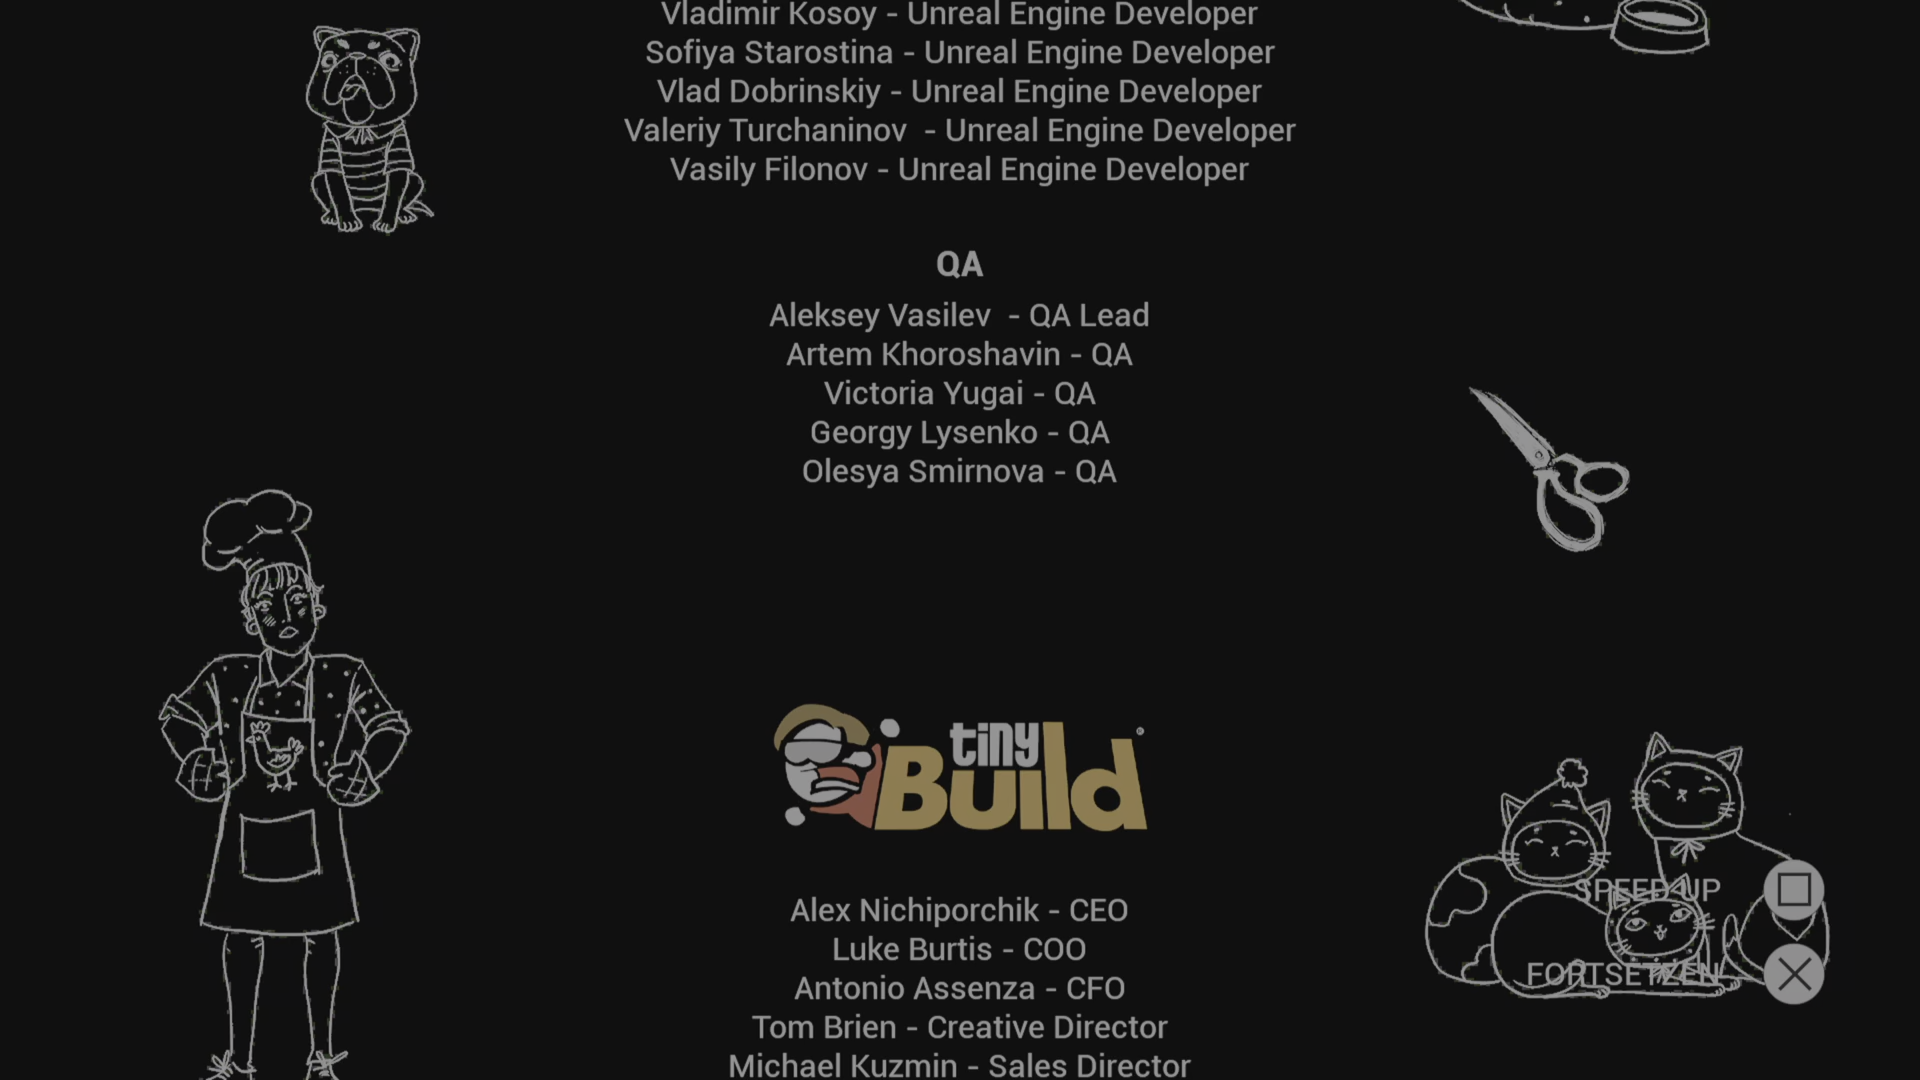 Vladimir Kosoy - Unreal Engine Developer
Sofiya Starostina - Unreal Engine Developer
Vlad Dobrinskiy - Unreal Engine Developer
Valeriy Turchaninov  - Unreal Engine Developer
Vasily Filonov - Unreal Engine Developer
QA
Aleksey Vasilev  - QA Lead
Artem Khoroshavin - QA
Victoria Yugai - QA
Georgy Lysenko - QA
Olesya Smirnova - QA
tiny
Build
Alex Nichiporchik - CEO
Luke Burtis - COO
Antonio Assenza - CFO
Tom Brien - Creative Director
Michael Kuzmin - Sales Director
SPEED UP
FORTSETZEN